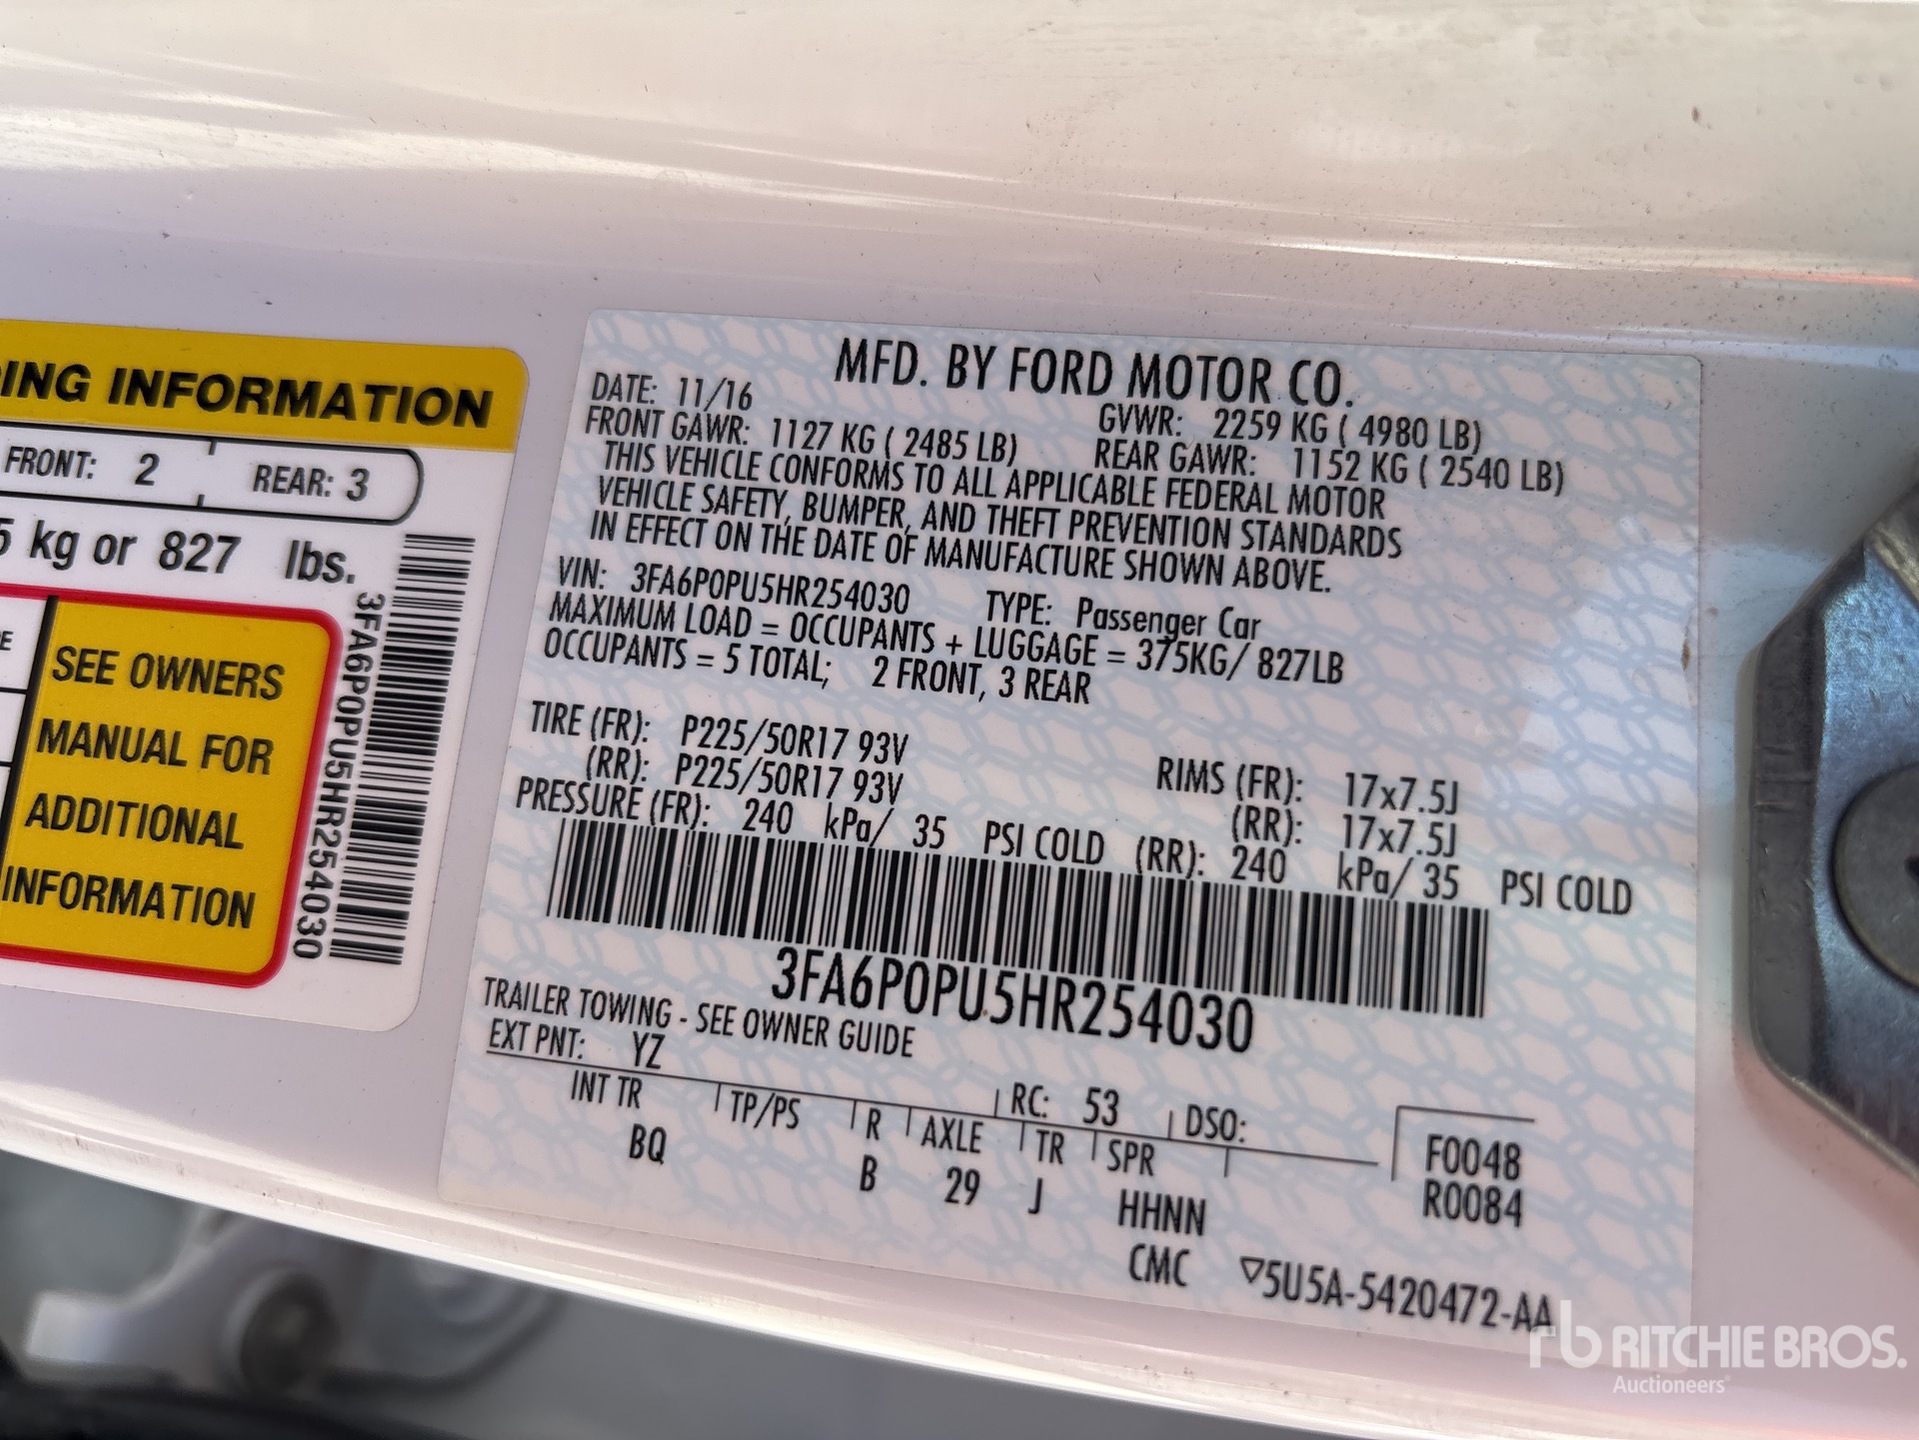 ING INFORMATION
FRONT: 2 REAR: 3
5 kg or 827 lbs.
SEE OWNERS
MANUAL FOR
ADDITIONAL
INFORMATION
3FA6P0PU5HR254030
MFD. BY FORD MOTOR CO.
DATE: 11/16 GVWR: 2259 KG ( 4980 LB)
FRONT GAWR: 1127 KG ( 2485 LB) REAR GAWR: 1152 KG ( 2540 LB)
THIS VEHICLE CONFORMS TO ALL APPLICABLE FEDERAL MOTOR
VEHICLE SAFETY, BUMPER, AND THEFT PREVENTION STANDARDS
IN EFFECT ON THE DATE OF MANUFACTURE SHOWN ABOVE.
VIN: 3FA6P0PU5HR254030 TYPE: Passenger Car
MAXIMUM LOAD = OCCUPANTS + LUGGAGE = 375KG/ 827LB
OCCUPANTS = 5 TOTAL; 2 FRONT, 3 REAR
TIRE (FR): P225/50R17 93V RIMS (FR): 17x7.5J
(RR): P225/50R17 93V (RR): 17x7.5J
PRESSURE (FR): 240 kPa/ 35 PSI COLD (RR): 240 kPa/ 35 PSI COLD
3FA6P0PU5HR254030
TRAILER TOWING - SEE OWNER GUIDE
EXT PNT: YZ RC: 53 DSO: F0048
INT TR TP/PS R AXLE TR SPR R0084
BQ B 29 J HHNN
CMC ▽5U5A-5420472-AA
rb RITCHIE BROS.
Auctioneers